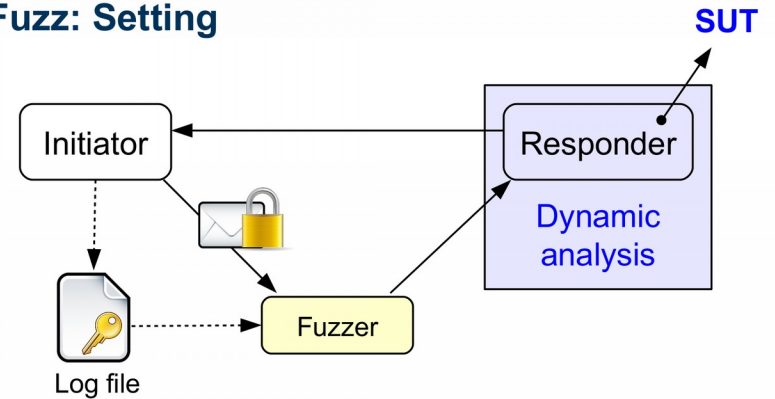 Fuzz: Setting
SUT
Initiator
Responder
Dynamic
analysis
Fuzzer
Log file